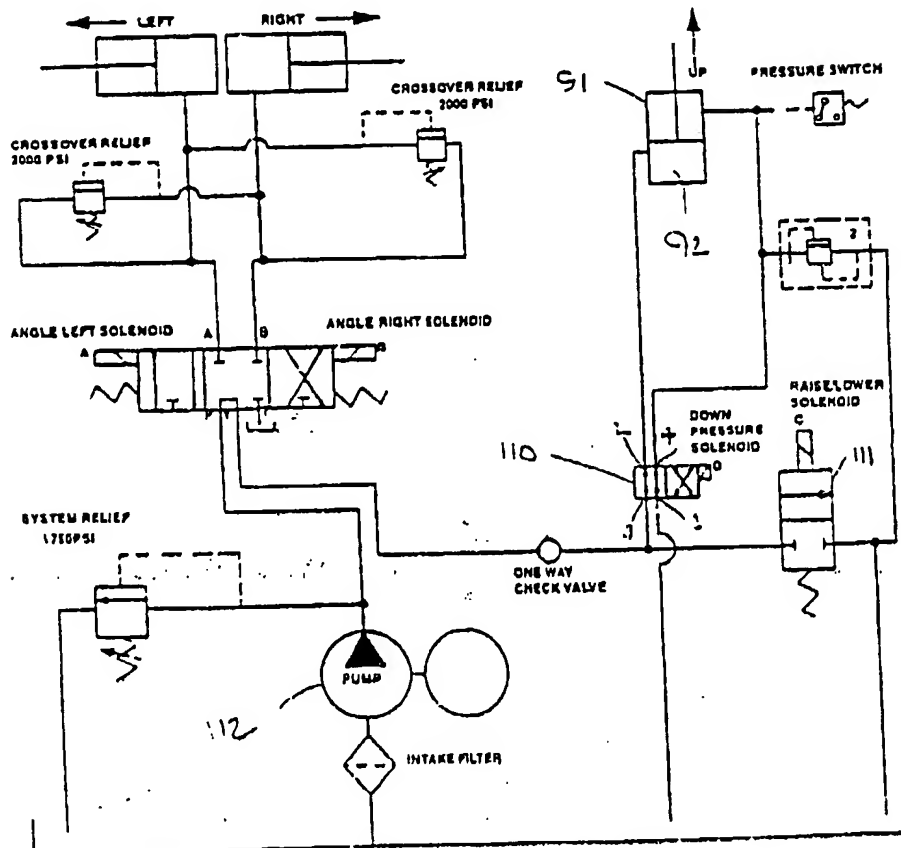 LEFT
RIGHT
CROSSOVER RELIEF
2000 PSI
UP
PRESSURE SWITCH
91
CROSSOVER RELIEF
2000 PSI
92
2
ANGLE LEFT SOLENOID
A
B
ANGLE RIGHT SOLENOID
A
B
RAISE/LOWER
SOLENOID
C
DOWN
PRESSURE
SOLENOID
D
110
111
SYSTEM RELIEF
1750PSI
ONE WAY
CHECK VALVE
PUMP
112
INTAKE FILTER